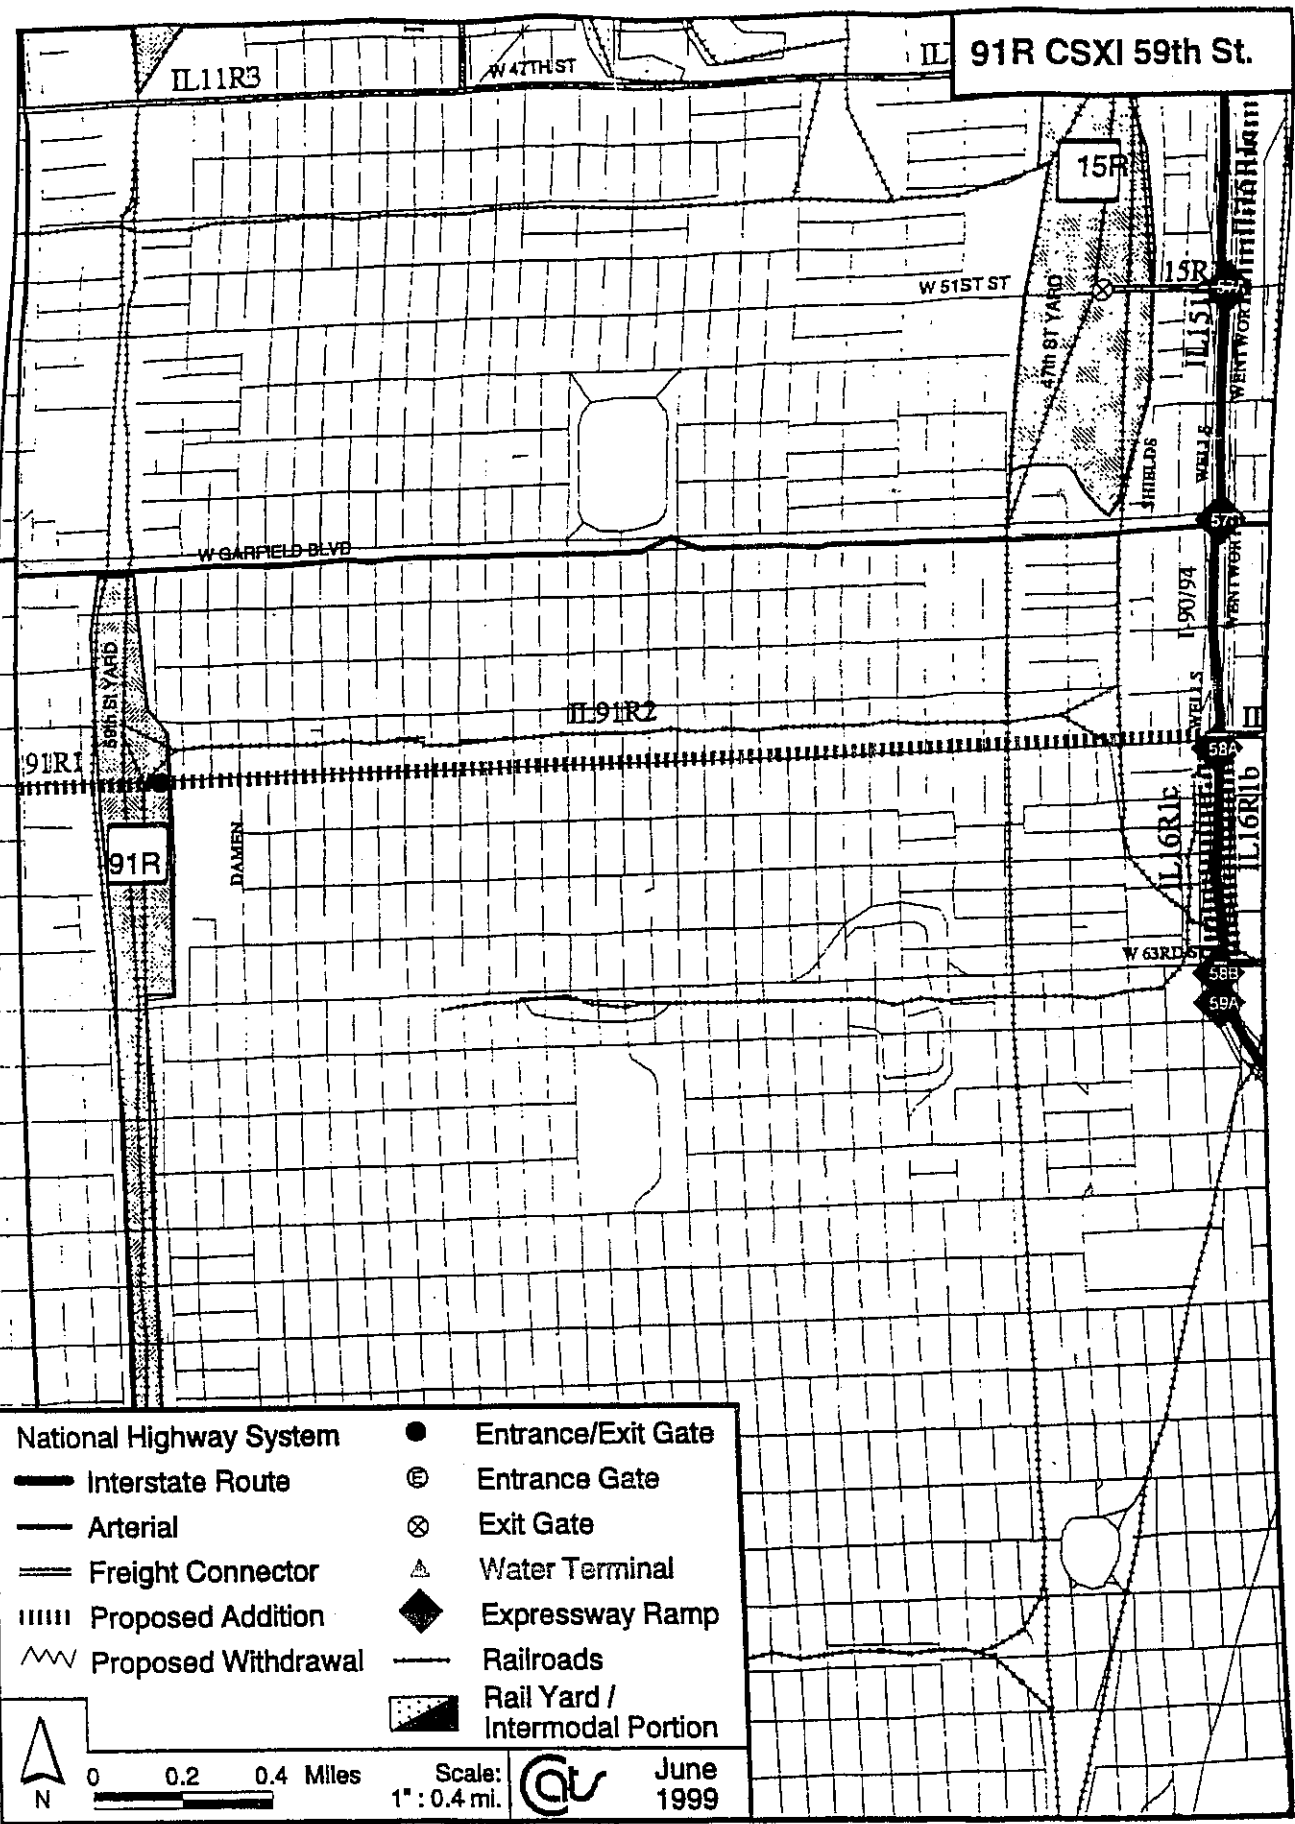 91R CSXI 59th St.
IL11R3
W 47TH ST
15R
W 51ST ST
15R
47th ST YARD
WENTWORTH
WELLS
SHIELDS
W GARFIELD BLVD
57B
I-90/94
59th St. YARD
IL91R2
WELLS
58A
91R1
91R
DAMEN
IL16R1c
IL16R1b
W 63RD ST
58B
59A
National Highway System
Interstate Route
Arterial
Freight Connector
Proposed Addition
Proposed Withdrawal
Entrance/Exit Gate
E Entrance Gate
Exit Gate
Water Terminal
Expressway Ramp
Railroads
Rail Yard /
Intermodal Portion
N
0 0.2 0.4 Miles
Scale:
1" : 0.4 mi.
Cats
June
1999